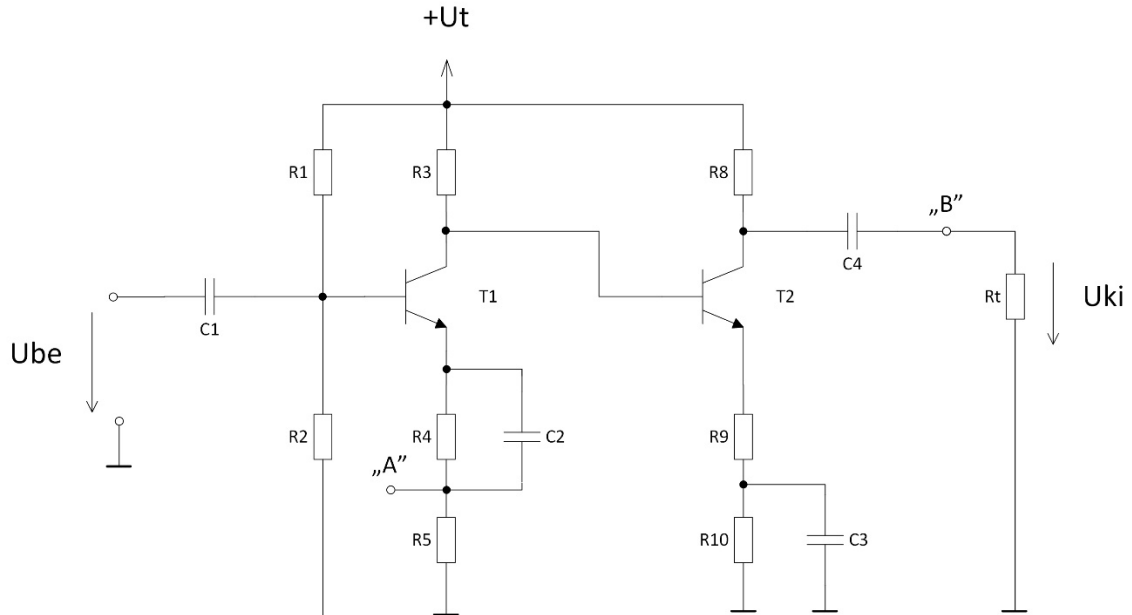 +Ut
R1
R3
R8
„B”
C4
C1
T1
T2
Rt
Uki
Ube
R2
R4
C2
R9
„A”
R5
R10
C3